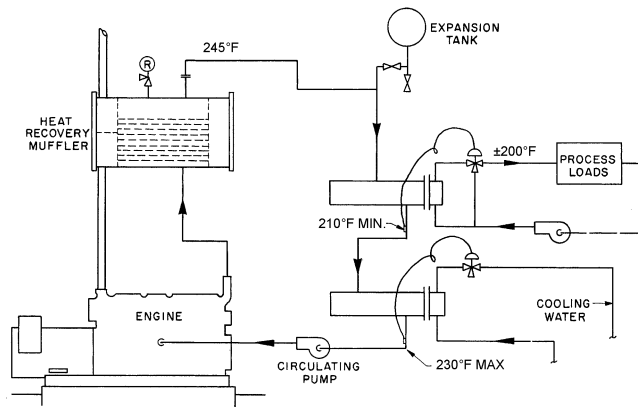 EXPANSION
TANK
245°F
R
HEAT
RECOVERY
MUFFLER
±200°F
PROCESS
LOADS
210°F MIN.
ENGINE
COOLING
WATER
CIRCULATING
PUMP
230°F MAX